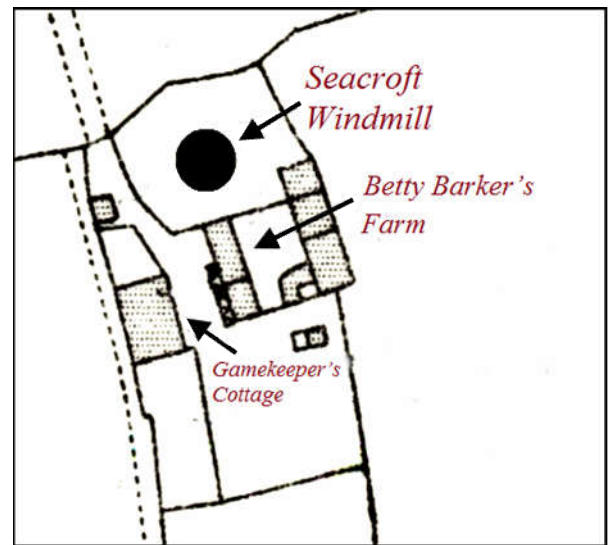 Seacroft
Windmill
Betty Barker's
Farm
Gamekeeper's
Cottage